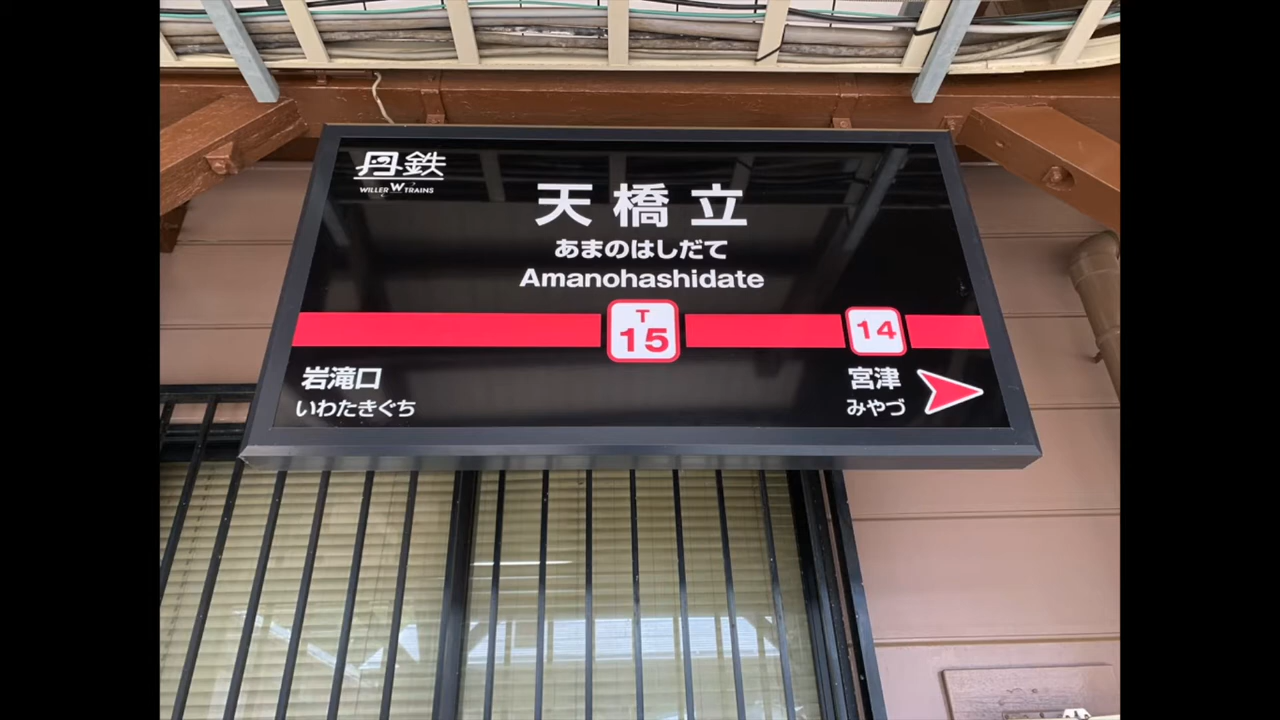 丹鉄
WILLER TRAINS
天橋立
あまのはしだて
Amanohashidate
T
15
14
岩滝口
宮津
いわたきぐち
みやづ